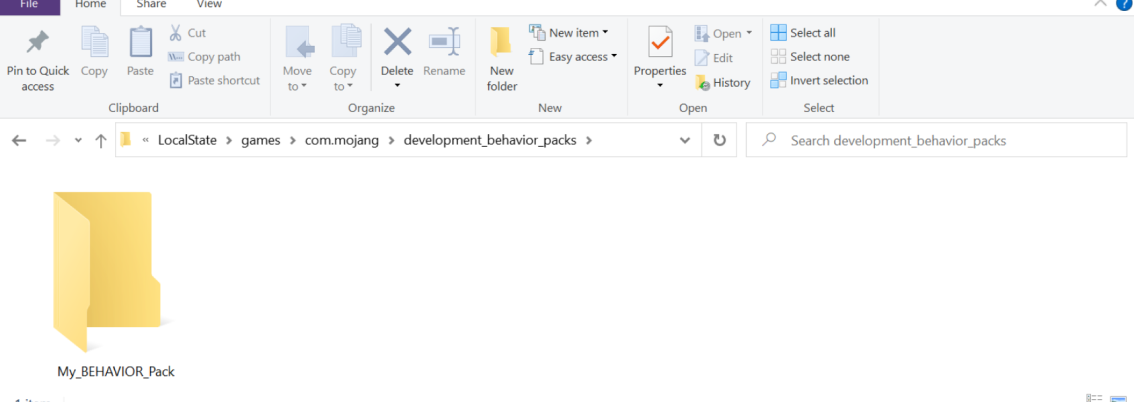 File Home Share View
Pin to Quick access
Copy
Paste
Cut
Copy path
Paste shortcut
Clipboard
Move to
Copy to
Delete
Rename
Organize
New folder
New item
Easy access
New
Properties
Open
Edit
History
Open
Select all
Select none
Invert selection
Select
« LocalState > games > com.mojang > development_behavior_packs >
Search development_behavior_packs
My_BEHAVIOR_Pack